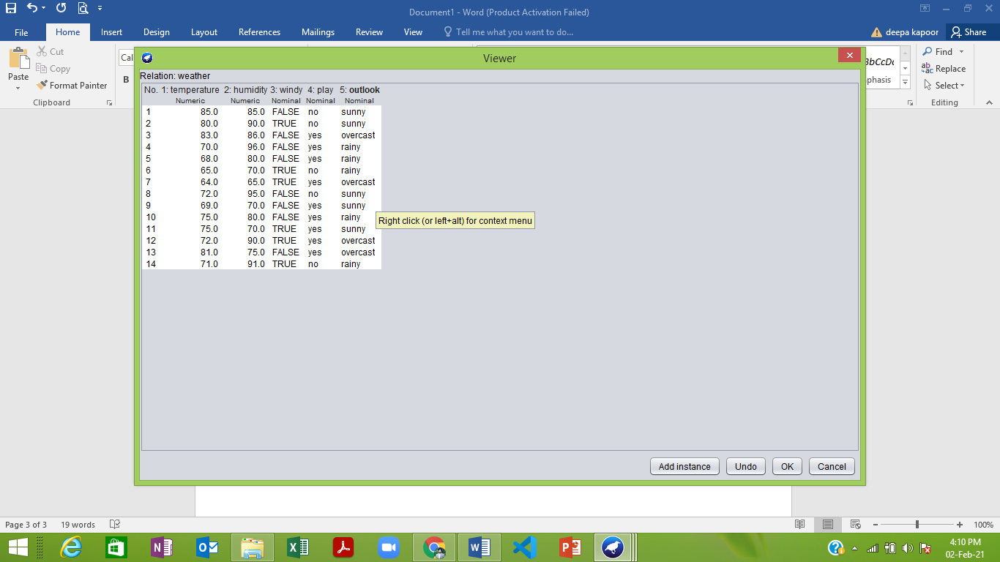 Document1 - Word (Product Activation Failed)
File Home Insert Design Layout References Mailings Review View Tell me what you want to do... deepa kapoor Share
Paste
Cut
Copy
Format Painter
Clipboard
Cal
B
BbCcDc
phasis
Find
Replace
Select
Editing
Viewer
Relation: weather
No. 1: temperature 2: humidity 3: windy 4: play 5: outlook
Numeric Numeric Nominal Nominal Nominal
1 85.0 85.0 FALSE no sunny
2 80.0 90.0 TRUE no sunny
3 83.0 86.0 FALSE yes overcast
4 70.0 96.0 FALSE yes rainy
5 68.0 80.0 FALSE yes rainy
6 65.0 70.0 TRUE no rainy
7 64.0 65.0 TRUE yes overcast
8 72.0 95.0 FALSE no sunny
9 69.0 70.0 FALSE yes sunny
10 75.0 80.0 FALSE yes rainy
11 75.0 70.0 TRUE yes sunny
12 72.0 90.0 TRUE yes overcast
13 81.0 75.0 FALSE yes overcast
14 71.0 91.0 TRUE no rainy
Right click (or left+alt) for context menu
Add instance Undo OK Cancel
Page 3 of 3 19 words 100%
4:10 PM
02-Feb-21